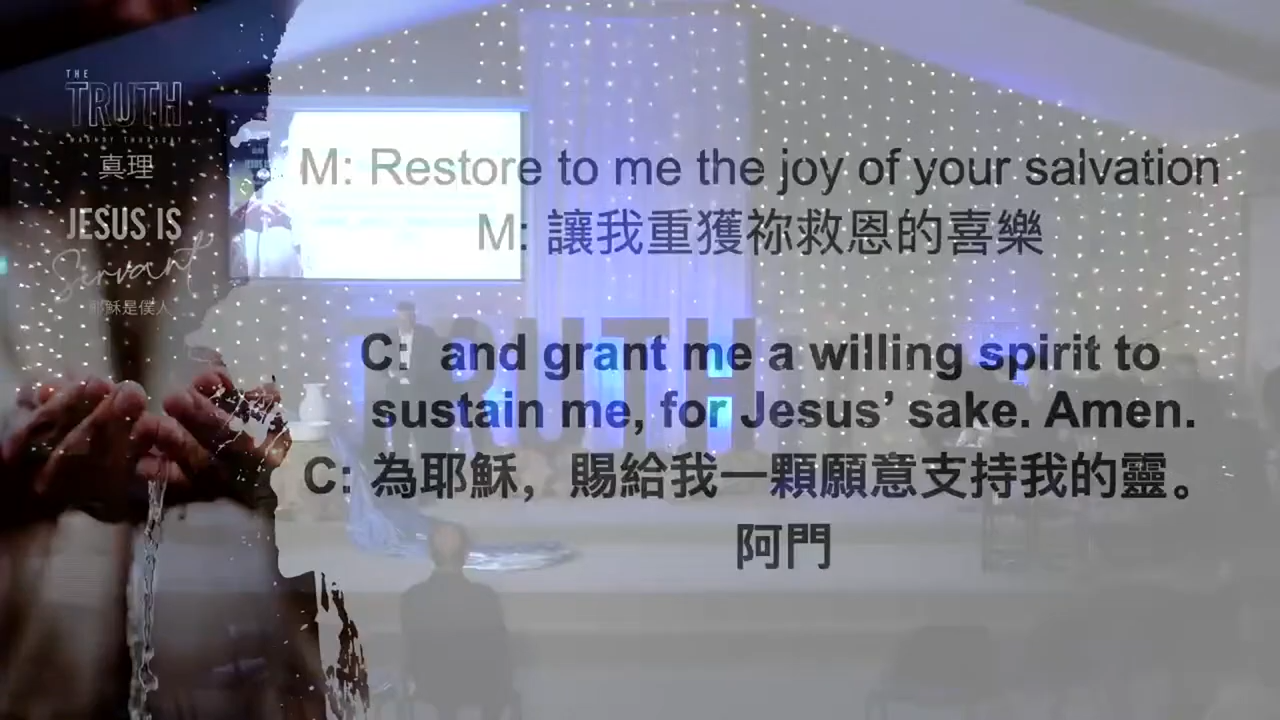 THE
TRUTH
MAUNDY THURSDAY
真理
JESUS IS
Servant
耶穌是僕人
M: Restore to me the joy of your salvation
M: 讓我重獲祢救恩的喜樂
TRUTH
C: and grant me a willing spirit to
sustain me, for Jesus’ sake. Amen.
C: 為耶穌，賜給我一顆願意支持我的靈。
阿門